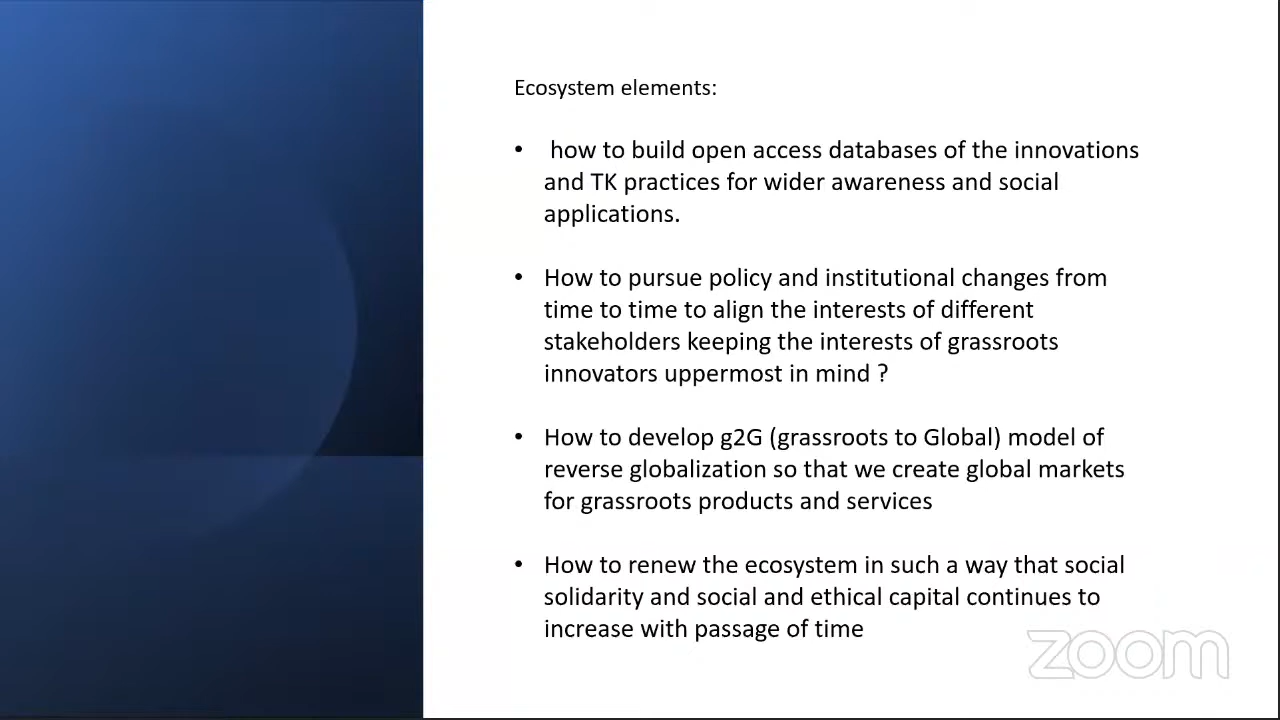 Ecosystem elements:
• how to build open access databases of the innovations
and TK practices for wider awareness and social
applications.
• How to pursue policy and institutional changes from
time to time to align the interests of different
stakeholders keeping the interests of grassroots
innovators uppermost in mind ?
• How to develop g2G (grassroots to Global) model of
reverse globalization so that we create global markets
for grassroots products and services
• How to renew the ecosystem in such a way that social
solidarity and social and ethical capital continues to
increase with passage of time
zoom